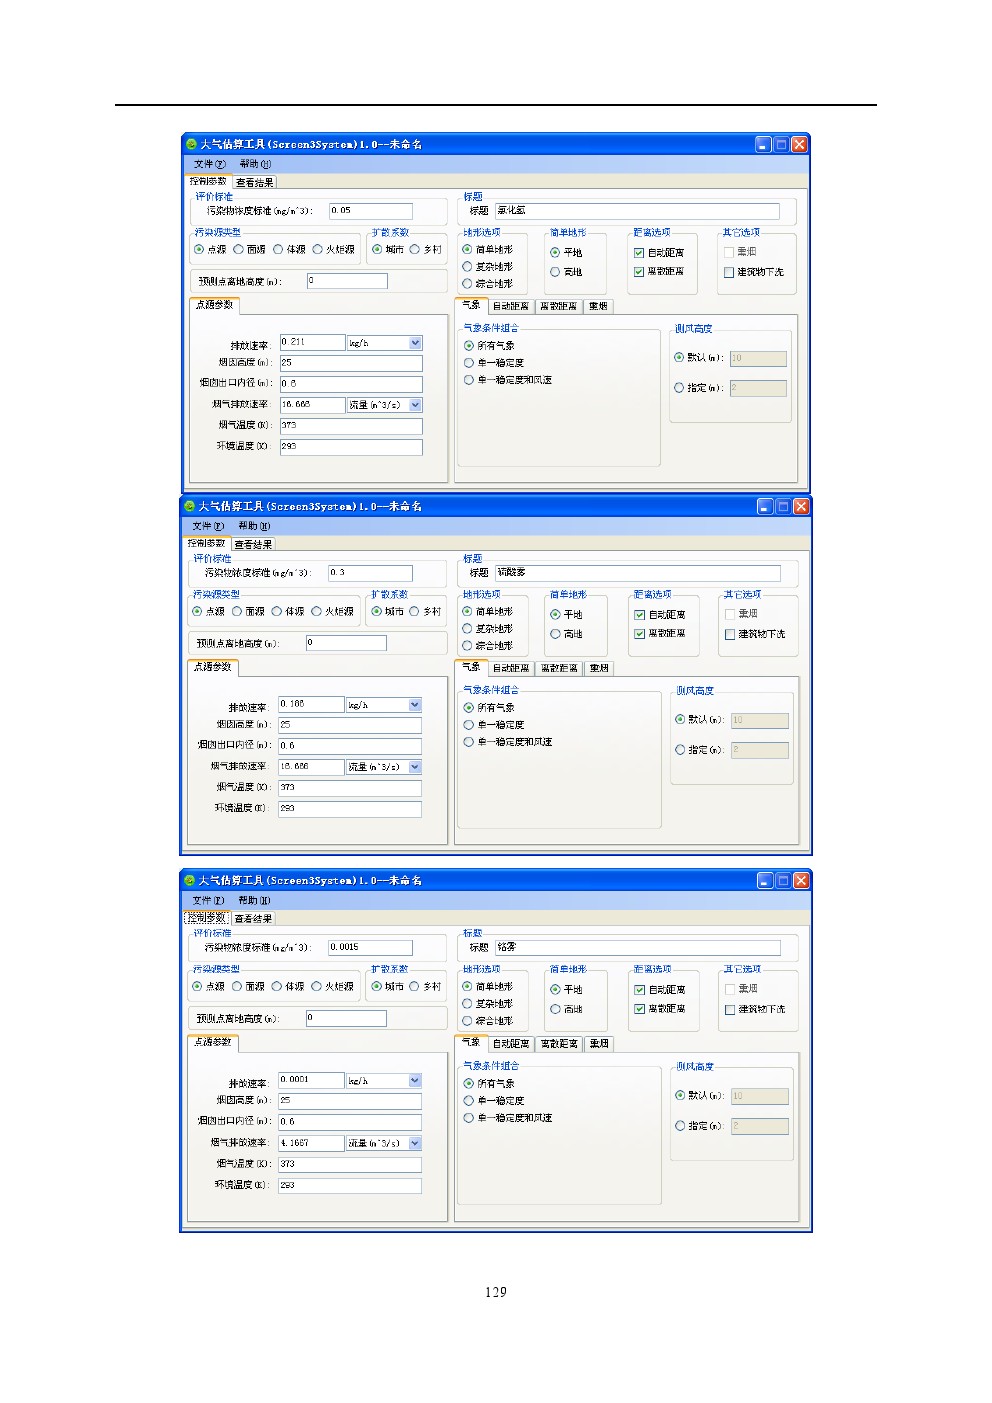 大气估算工具(Screen3System)1.0--未命名
文件(F) 帮助(H)
控制参数 查看结果
评价标准 标题
污染物浓度标准(mg/m^3): 0.05 标题 氯化氢
污染源类型 扩散系数 地形选项 简单地形 距离选项 其它选项
点源 面源 体源 火炬源 城市 乡村 简单地形 平地 自动距离 熏烟
复杂地形 高地 离散距离 建筑物下洗
预测点离地高度(m): 0 综合地形
点源参数 气象 自动距离 离散距离 熏烟
气象条件组合 测风高度
排放速率: 0.211 kg/h 所有气象 默认(m): 10
烟囱高度(m): 25 单一稳定度
烟囱出口内径(m): 0.6 单一稳定度和风速 指定(m): 2
烟气排放速率: 16.666 流量(m^3/s)
烟气温度(K): 373
环境温度(K): 293
大气估算工具(Screen3System)1.0--未命名
文件(F) 帮助(H)
控制参数 查看结果
评价标准 标题
污染物浓度标准(mg/m^3): 0.3 标题 硫酸雾
污染源类型 扩散系数 地形选项 简单地形 距离选项 其它选项
点源 面源 体源 火炬源 城市 乡村 简单地形 平地 自动距离 熏烟
复杂地形 高地 离散距离 建筑物下洗
预测点离地高度(m): 0 综合地形
点源参数 气象 自动距离 离散距离 熏烟
气象条件组合 测风高度
排放速率: 0.186 kg/h 所有气象 默认(m): 10
烟囱高度(m): 25 单一稳定度
烟囱出口内径(m): 0.6 单一稳定度和风速 指定(m): 2
烟气排放速率: 16.666 流量(m^3/s)
烟气温度(K): 373
环境温度(K): 293
大气估算工具(Screen3System)1.0--未命名
文件(F) 帮助(H)
控制参数 查看结果
评价标准 标题
污染物浓度标准(mg/m^3): 0.0015 标题 铬雾
污染源类型 扩散系数 地形选项 简单地形 距离选项 其它选项
点源 面源 体源 火炬源 城市 乡村 简单地形 平地 自动距离 熏烟
复杂地形 高地 离散距离 建筑物下洗
预测点离地高度(m): 0 综合地形
点源参数 气象 自动距离 离散距离 熏烟
气象条件组合 测风高度
排放速率: 0.0001 kg/h 所有气象 默认(m): 10
烟囱高度(m): 25 单一稳定度
烟囱出口内径(m): 0.6 单一稳定度和风速 指定(m): 2
烟气排放速率: 4.1667 流量(m^3/s)
烟气温度(K): 373
环境温度(K): 293
129